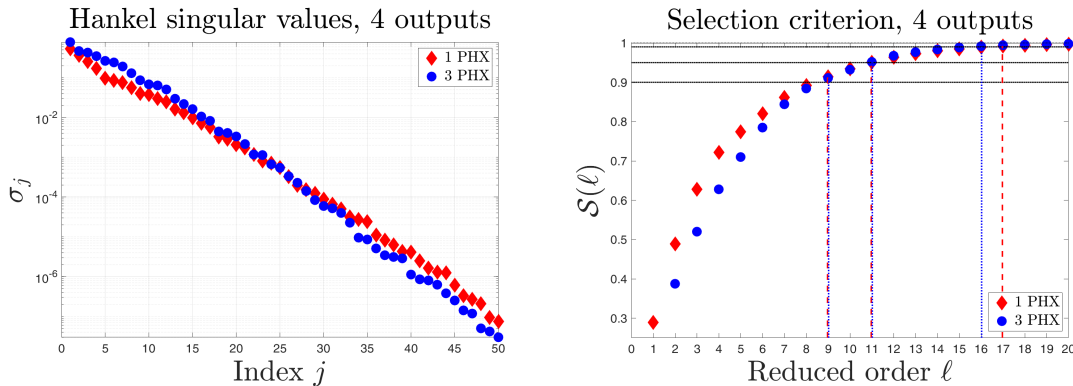 Hankel singular values, 4 outputs
1 PHX
3 PHX
10⁻²
10⁻⁴
10⁻⁶
σ_j
0 5 10 15 20 25 30 35 40 45 50
Index j
Selection criterion, 4 outputs
1
0.9
0.8
0.7
0.6
0.5
0.4
0.3
S(ℓ)
1 PHX
3 PHX
1 2 3 4 5 6 7 8 9 10 11 12 13 14 15 16 17 18 19 20
Reduced order ℓ